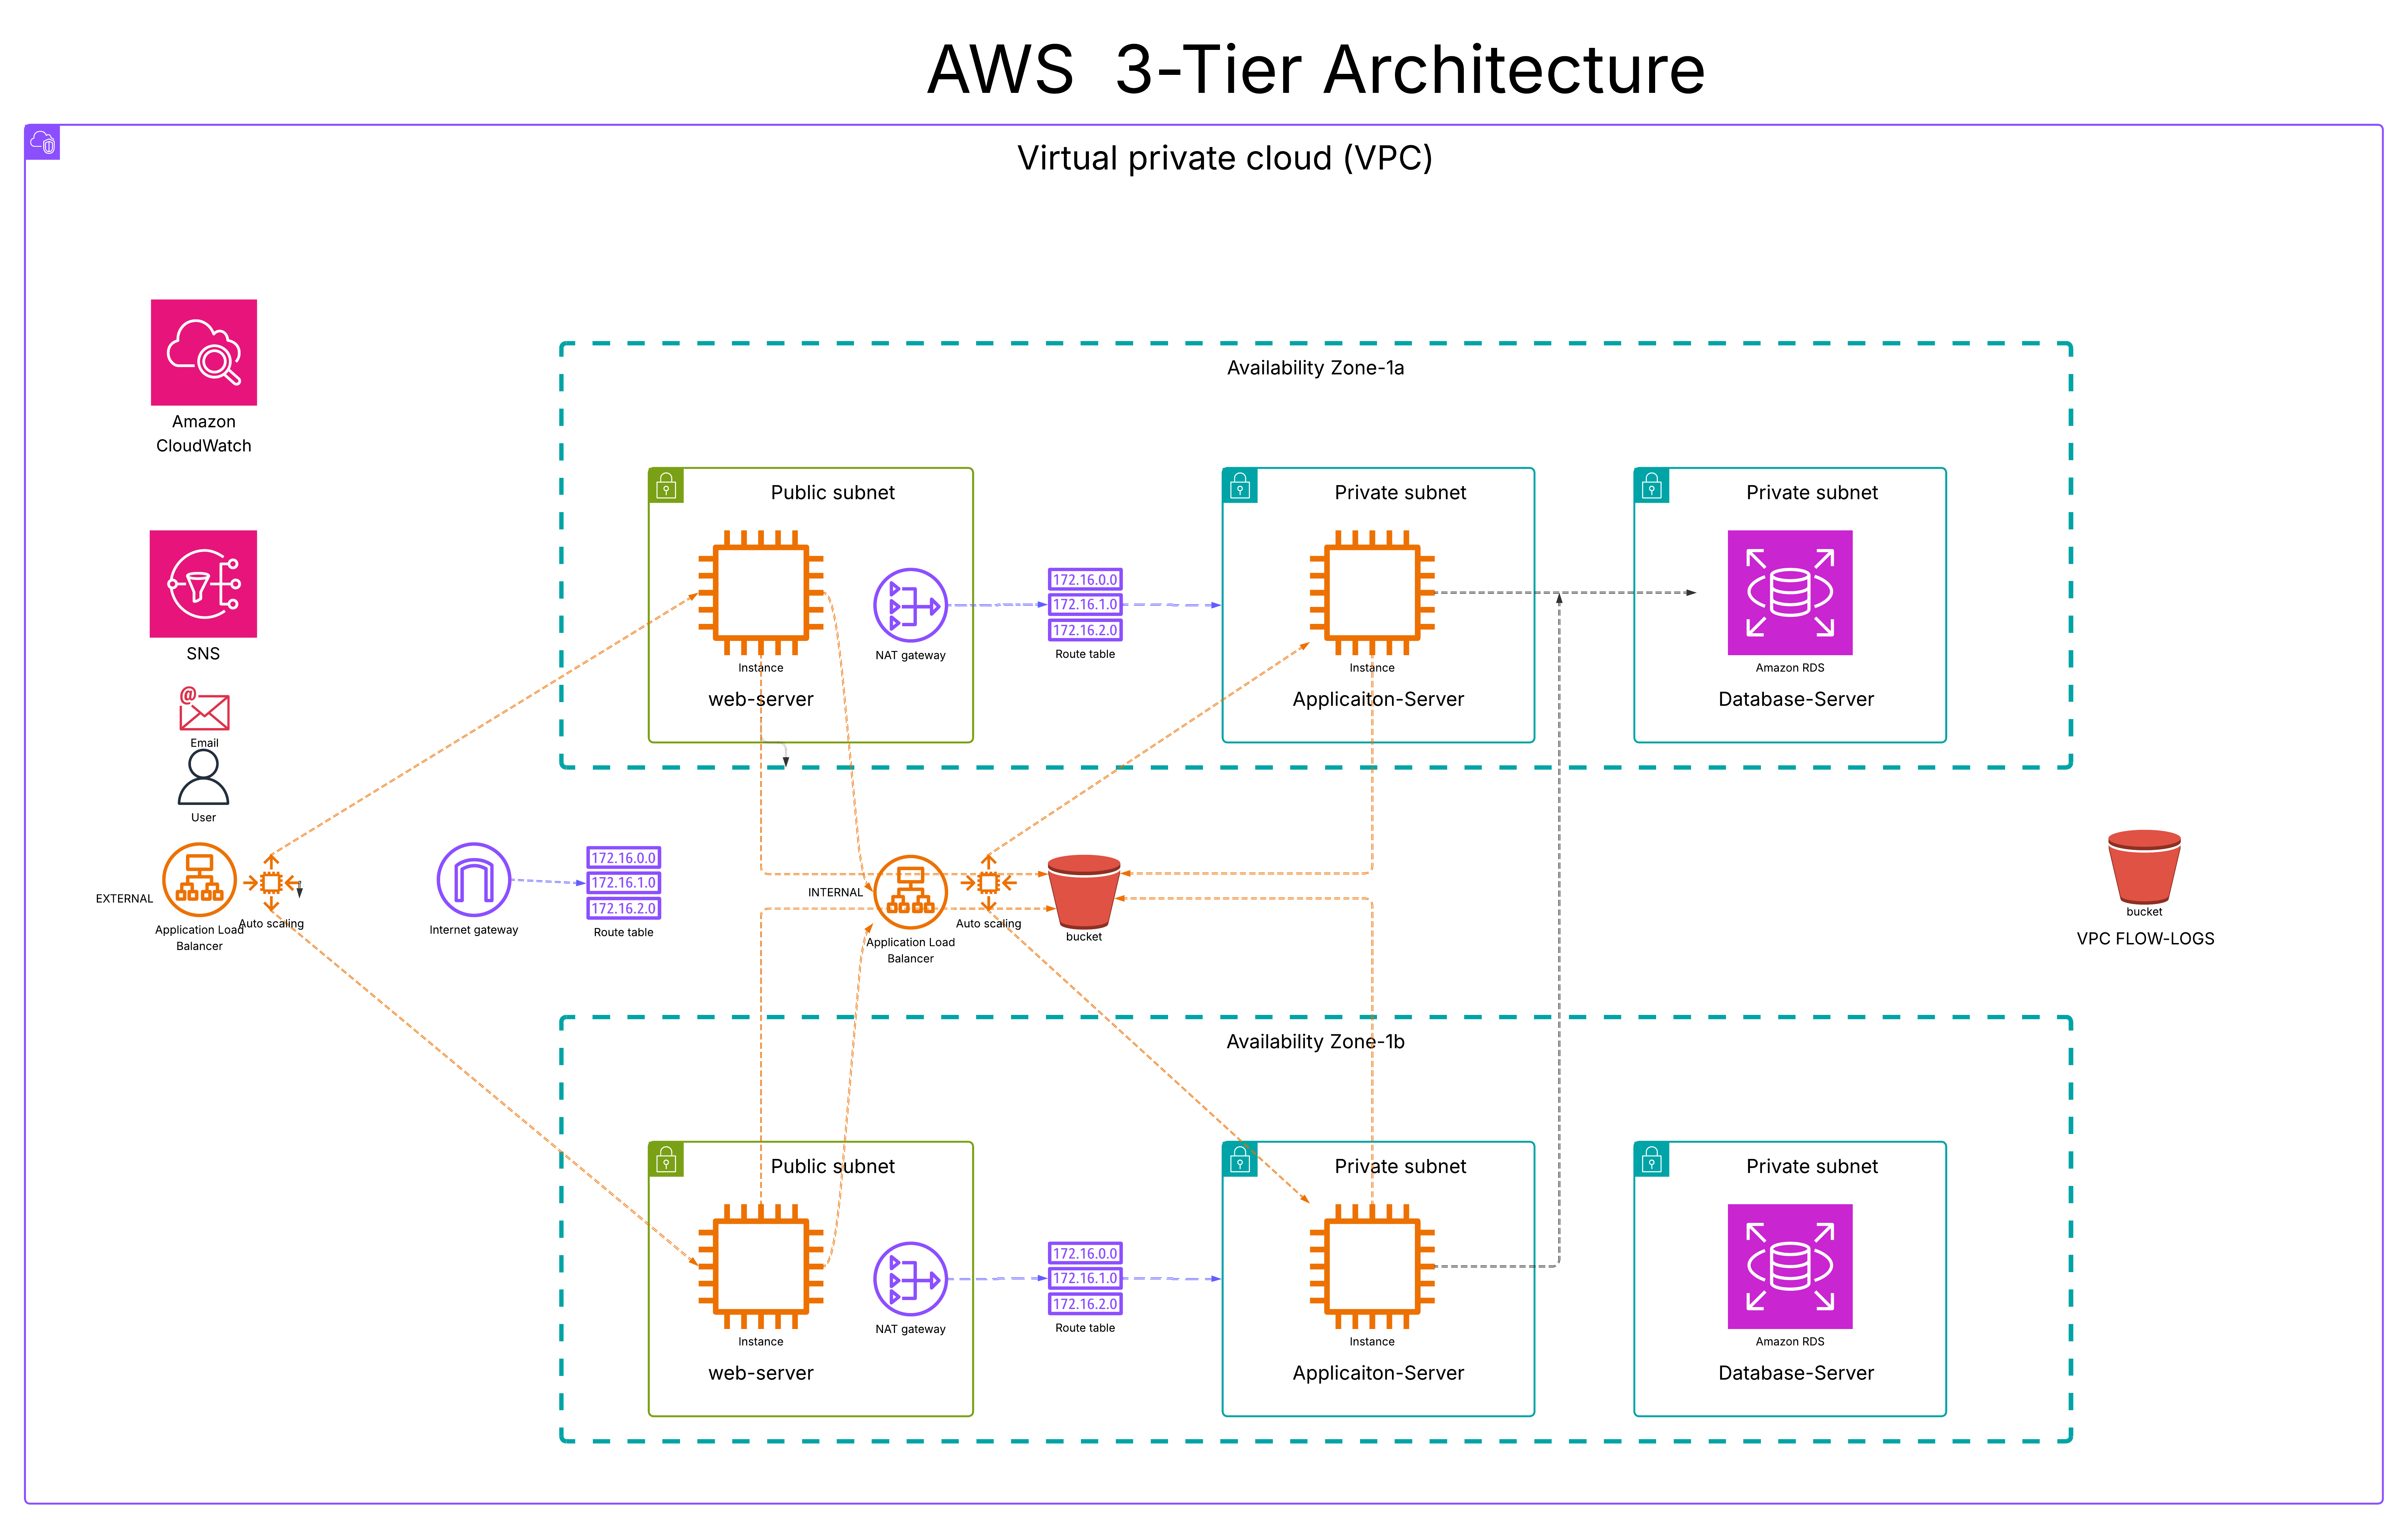 AWS  3-Tier Architecture
Virtual private cloud (VPC)
Amazon
CloudWatch
SNS
Email
User
EXTERNAL
Application Load
Balancer
Auto scaling
Internet gateway
172.16.0.0
172.16.1.0
172.16.2.0
Route table
Availability Zone-1a
Public subnet
Instance
web-server
NAT gateway
172.16.0.0
172.16.1.0
172.16.2.0
Route table
Private subnet
Instance
Applicaiton-Server
Private subnet
Amazon RDS
Database-Server
INTERNAL
Application Load
Balancer
Auto scaling
bucket
bucket
VPC FLOW-LOGS
Availability Zone-1b
Public subnet
Instance
web-server
NAT gateway
172.16.0.0
172.16.1.0
172.16.2.0
Route table
Private subnet
Instance
Applicaiton-Server
Private subnet
Amazon RDS
Database-Server